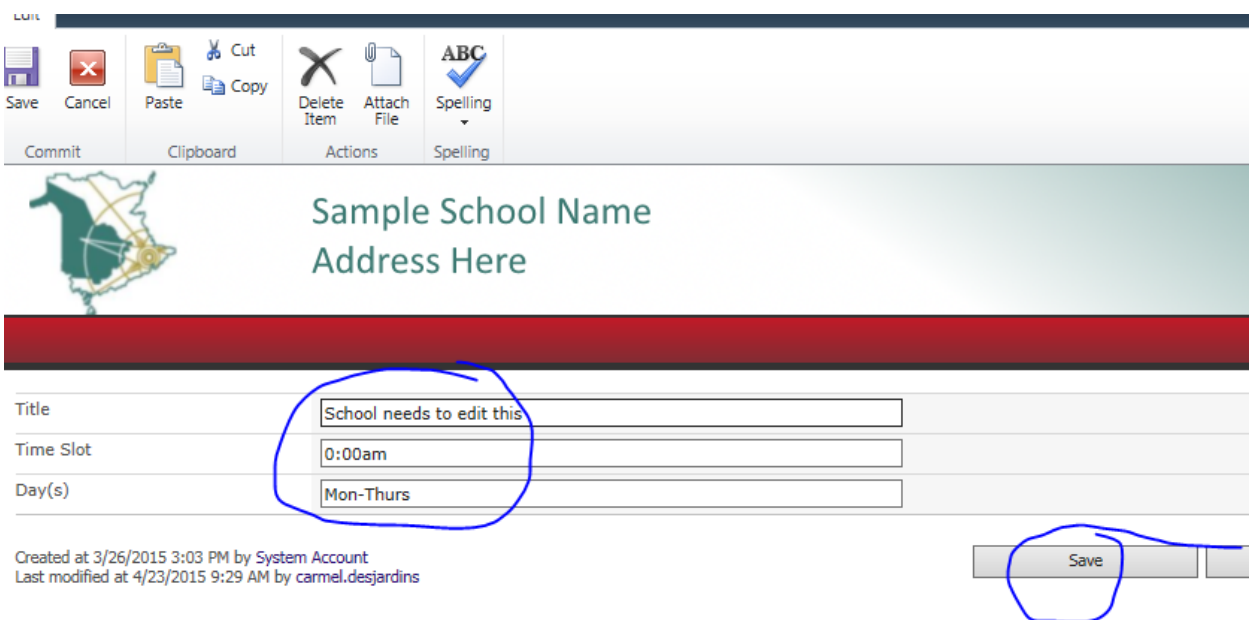 Edit
Cut
Copy
Save Cancel Paste Delete Item Attach File Spelling
Commit Clipboard Actions Spelling
ABC
Sample School Name
Address Here
Title School needs to edit this
Time Slot 0:00am
Day(s) Mon-Thurs
Created at 3/26/2015 3:03 PM by System Account
Last modified at 4/23/2015 9:29 AM by carmel.desjardins
Save